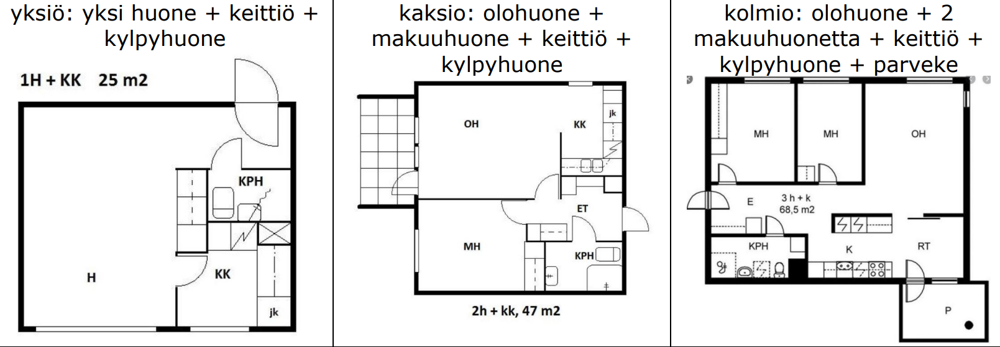 yksiö: yksi huone + keittiö +
kylpyhuone
1H + KK 25 m2
KPH
H
KK
jk
kaksio: olohuone +
makuuhuone + keittiö +
kylpyhuone
jk
OH
KK
ET
MH
KPH
2h + kk, 47 m2
kolmio: olohuone + 2
makuuhuonetta + keittiö +
kylpyhuone + parveke
MH
MH
OH
E
3 h + k
68,5 m2
KPH
K
RT
P